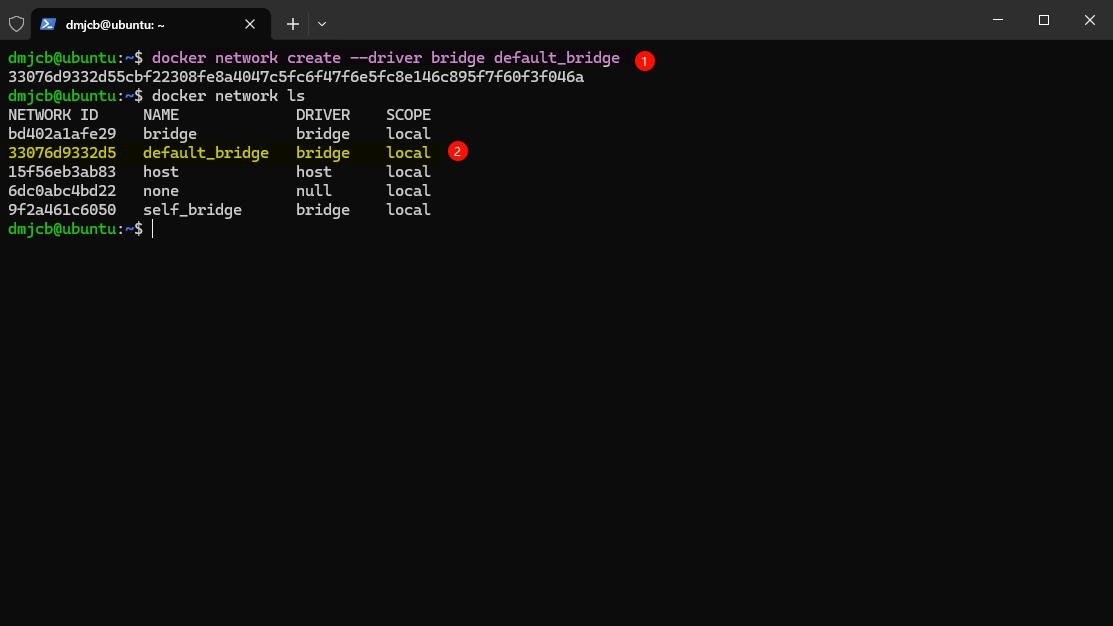 dmjcb@ubuntu: ~
dmjcb@ubuntu:~$ docker network create --driver bridge default_bridge 1
33076d9332d55cbf22308fe8a4047c5fc6f47f6e5fc8e146c895f7f60f3f046a
dmjcb@ubuntu:~$ docker network ls
NETWORK ID     NAME             DRIVER    SCOPE
bd402a1afe29   bridge           bridge    local
33076d9332d5   default_bridge   bridge    local 2
15f56eb3ab83   host             host      local
6dc0abc4bd22   none             null      local
9f2a461c6050   self_bridge      bridge    local
dmjcb@ubuntu:~$